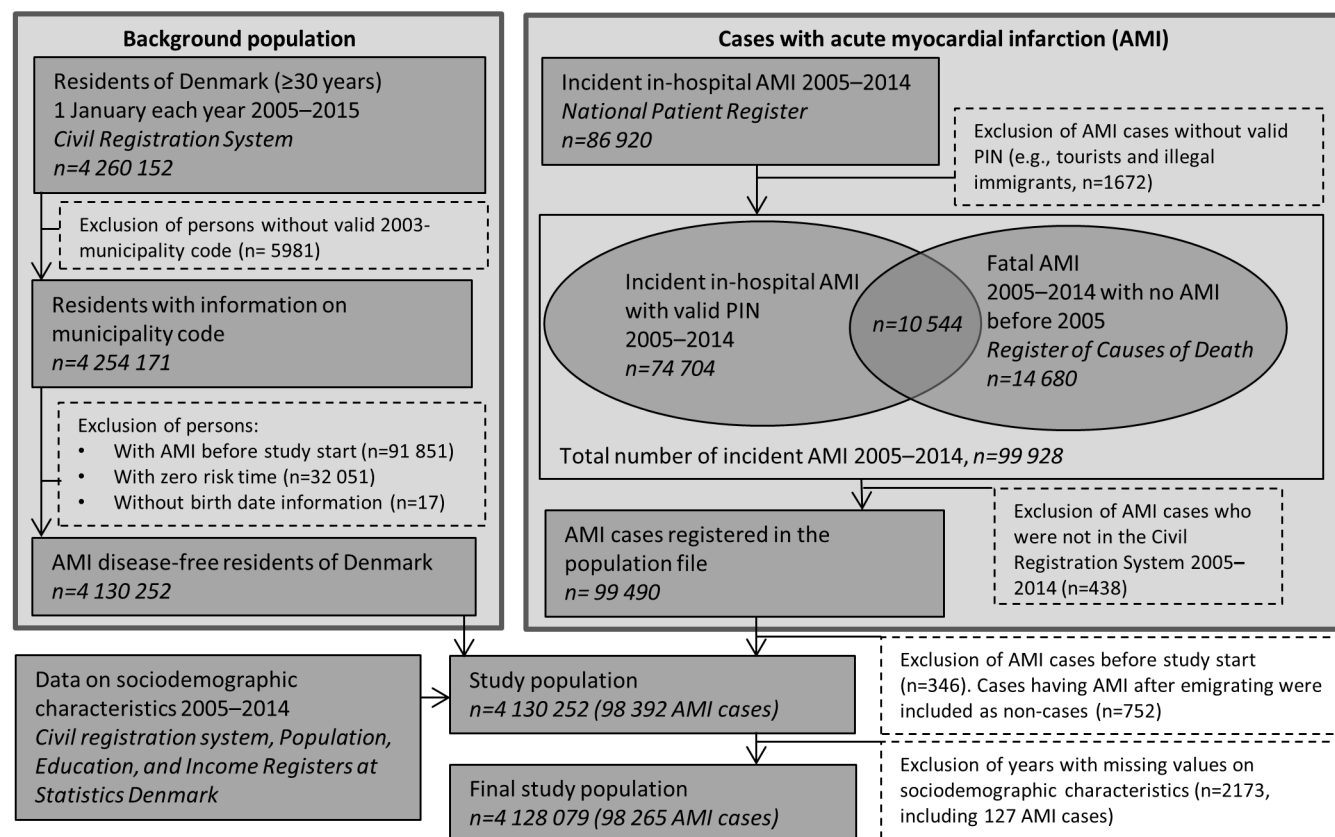 Background population
Residents of Denmark (≥30 years)
1 January each year 2005–2015
Civil Registration System
n=4 260 152
Exclusion of persons without valid 2003-
municipality code (n= 5981)
Residents with information on
municipality code
n=4 254 171
Exclusion of persons:
• With AMI before study start (n=91 851)
• With zero risk time (n=32 051)
• Without birth date information (n=17)
AMI disease-free residents of Denmark
n=4 130 252
Cases with acute myocardial infarction (AMI)
Incident in-hospital AMI 2005–2014
National Patient Register
n=86 920
Exclusion of AMI cases without valid
PIN (e.g., tourists and illegal
immigrants, n=1672)
Incident in-hospital AMI
with valid PIN
2005–2014
n=74 704
n=10 544
Fatal AMI
2005–2014 with no AMI
before 2005
Register of Causes of Death
n=14 680
Total number of incident AMI 2005–2014, n=99 928
Exclusion of AMI cases who
were not in the Civil
Registration System 2005–
2014 (n=438)
AMI cases registered in the
population file
n= 99 490
Data on sociodemographic
characteristics 2005–2014
Civil registration system, Population,
Education, and Income Registers at
Statistics Denmark
Study population
n=4 130 252 (98 392 AMI cases)
Exclusion of AMI cases before study start
(n=346). Cases having AMI after emigrating were
included as non-cases (n=752)
Exclusion of years with missing values on
sociodemographic characteristics (n=2173,
including 127 AMI cases)
Final study population
n=4 128 079 (98 265 AMI cases)